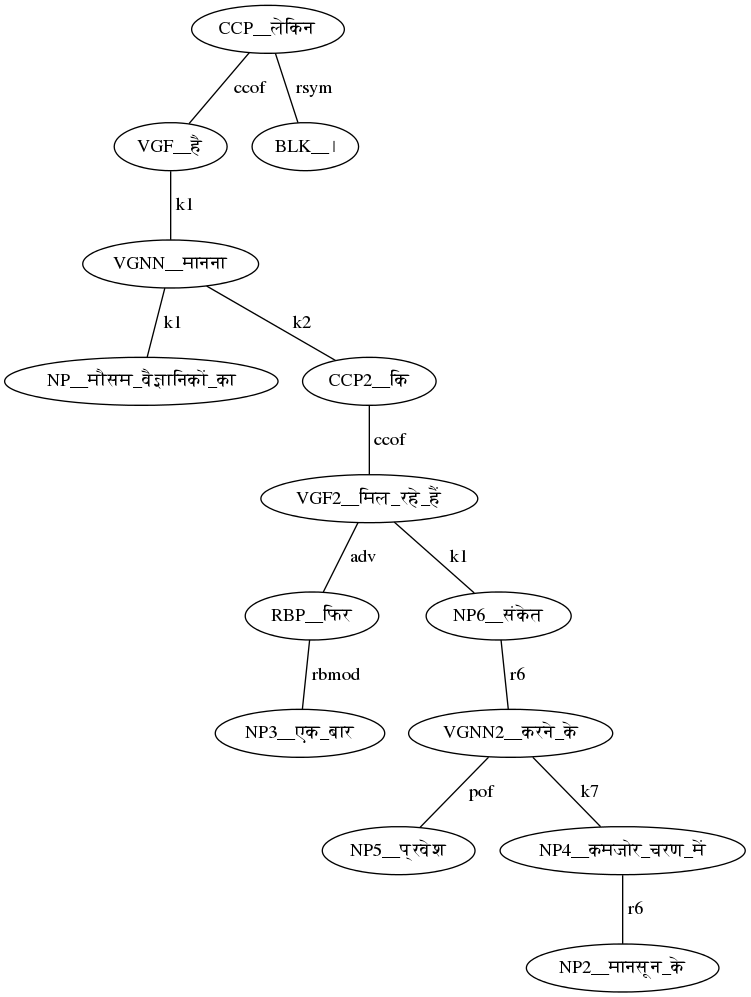 CCP__लेकिन
ccof rsym
VGF__है BLK__।
k1
VGNN__मानना
k1 k2
NP__मौसम_वैज्ञानिकों_का CCP2__कि
ccof
VGF2__मिल_रहे_हैं
adv k1
RBP__फिर NP6__संकेत
rbmod r6
NP3__एक_बार VGNN2__करने_के
pof k7
NP5__प्रवेश NP4__कमजोर_चरण_में
r6
NP2__मानसून_के